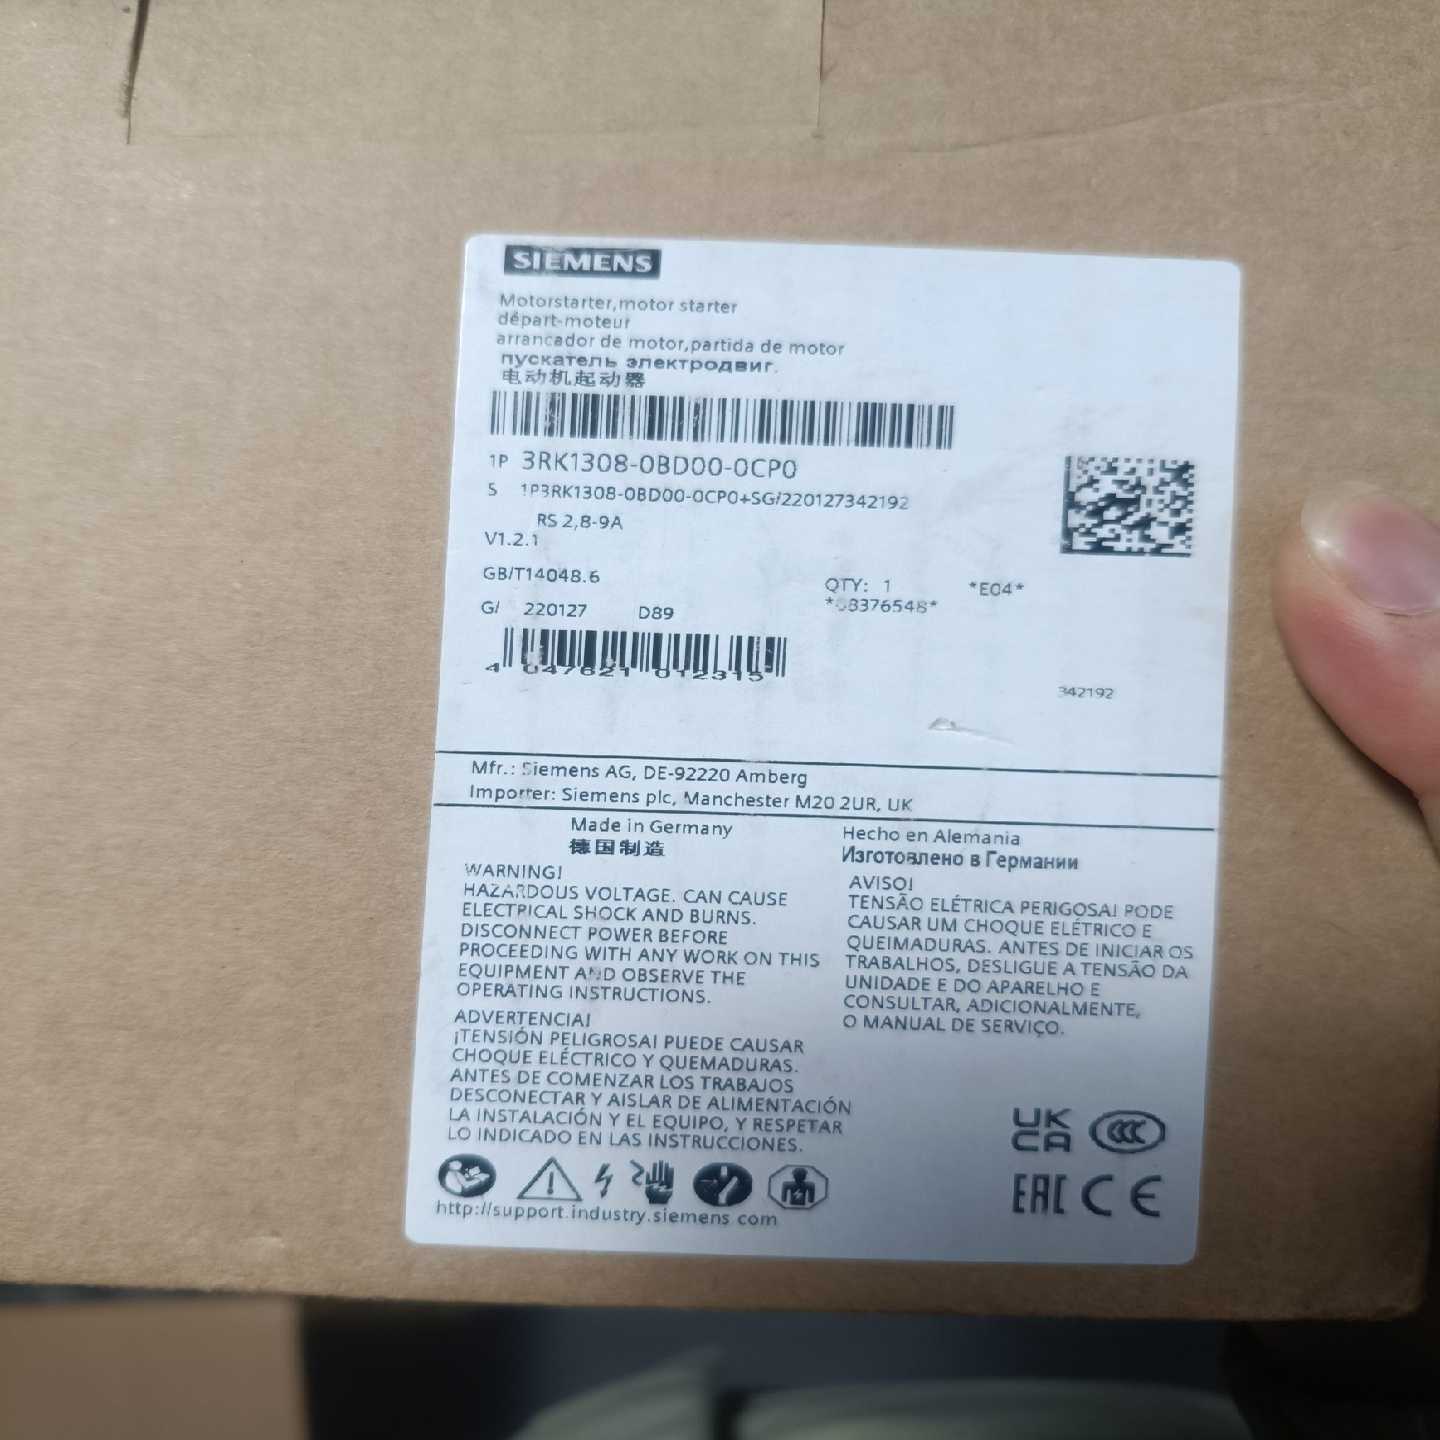 SIEMENS
Motorstarter,motor starter
départ-moteur
arrancador de motor,partida de motor
пускатель электродвиг.
电动机起动器
1P 3RK1308-0BD00-0CP0
S 1P3RK1308-0BD00-0CP0+SG/220127342192
RS 2,8-9A
V1.2.1
GB/T14048.6
QTY: 1 *E04*
G/ 220127 D89
4 047621 012315
342192
Mfr.: Siemens AG, DE-92220 Amberg
Importer: Siemens plc, Manchester M20 2UR, UK
Made in Germany
德国制造
Hecho en Alemania
Изготовлено в Германии
WARNING!
HAZARDOUS VOLTAGE. CAN CAUSE
ELECTRICAL SHOCK AND BURNS.
DISCONNECT POWER BEFORE
PROCEEDING WITH ANY WORK ON THIS
EQUIPMENT AND OBSERVE THE
OPERATING INSTRUCTIONS.
ADVERTENCIA!
¡TENSIÓN PELIGROSA! PUEDE CAUSAR
CHOQUE ELÉCTRICO Y QUEMADURAS.
ANTES DE COMENZAR LOS TRABAJOS
DESCONECTAR Y AISLAR DE ALIMENTACIÓN
LA INSTALACIÓN Y EL EQUIPO, Y RESPETAR
LO INDICADO EN LAS INSTRUCCIONES.
AVISO!
TENSÃO ELÉTRICA PERIGOSA! PODE
CAUSAR UM CHOQUE ELÉTRICO E
QUEIMADURAS. ANTES DE INICIAR OS
TRABALHOS, DESLIGUE A TENSÃO DA
UNIDADE E DO APARELHO E
CONSULTAR, ADICIONALMENTE,
O MANUAL DE SERVIÇO.
UK
CA
CCC
EAC CE
http://support.industry.siemens.com